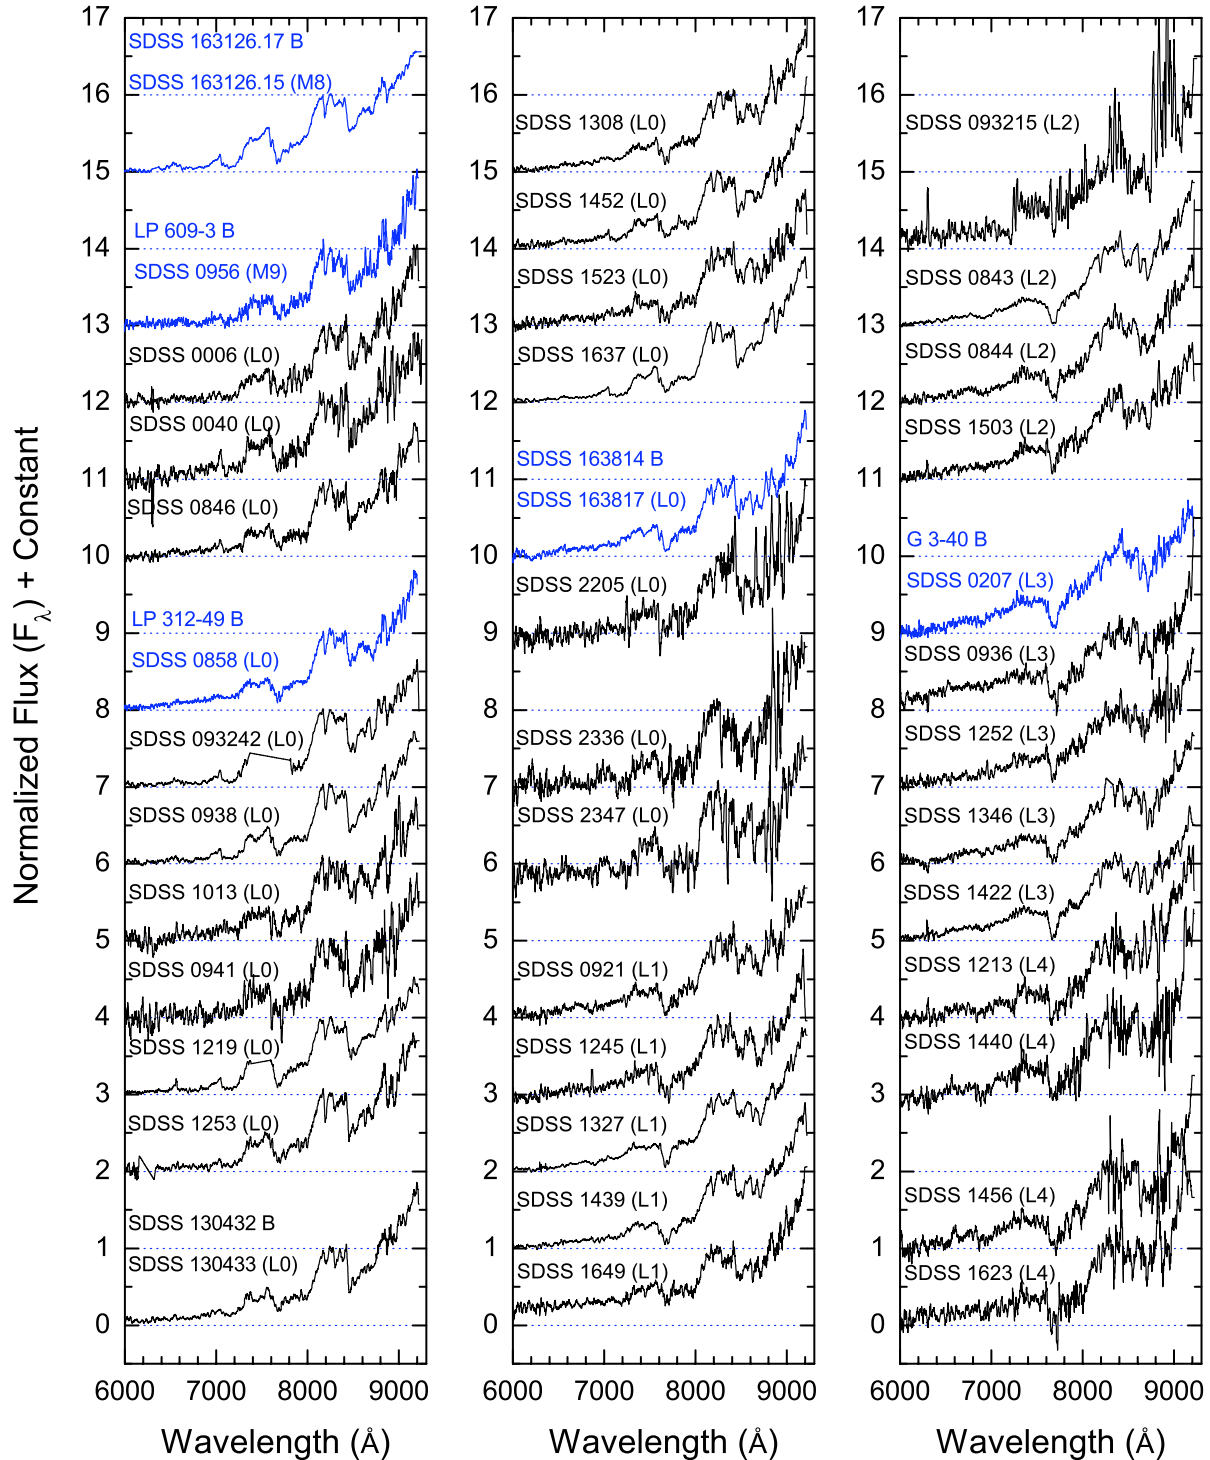 Normalized Flux (Fλ) + Constant
17
16
15
14
13
12
11
10
9
8
7
6
5
4
3
2
1
0
SDSS 163126.17 B
SDSS 163126.15 (M8)
LP 609-3 B
SDSS 0956 (M9)
SDSS 0006 (L0)
SDSS 0040 (L0)
SDSS 0846 (L0)
LP 312-49 B
SDSS 0858 (L0)
SDSS 093242 (L0)
SDSS 0938 (L0)
SDSS 1013 (L0)
SDSS 0941 (L0)
SDSS 1219 (L0)
SDSS 1253 (L0)
SDSS 130432 B
SDSS 130433 (L0)
6000 7000 8000 9000
Wavelength (Å)
17
16
15
14
13
12
11
10
9
8
7
6
5
4
3
2
1
0
SDSS 1308 (L0)
SDSS 1452 (L0)
SDSS 1523 (L0)
SDSS 1637 (L0)
SDSS 163814 B
SDSS 163817 (L0)
SDSS 2205 (L0)
SDSS 2336 (L0)
SDSS 2347 (L0)
SDSS 0921 (L1)
SDSS 1245 (L1)
SDSS 1327 (L1)
SDSS 1439 (L1)
SDSS 1649 (L1)
6000 7000 8000 9000
Wavelength (Å)
17
16
15
14
13
12
11
10
9
8
7
6
5
4
3
2
1
0
SDSS 093215 (L2)
SDSS 0843 (L2)
SDSS 0844 (L2)
SDSS 1503 (L2)
G 3-40 B
SDSS 0207 (L3)
SDSS 0936 (L3)
SDSS 1252 (L3)
SDSS 1346 (L3)
SDSS 1422 (L3)
SDSS 1213 (L4)
SDSS 1440 (L4)
SDSS 1456 (L4)
SDSS 1623 (L4)
6000 7000 8000 9000
Wavelength (Å)